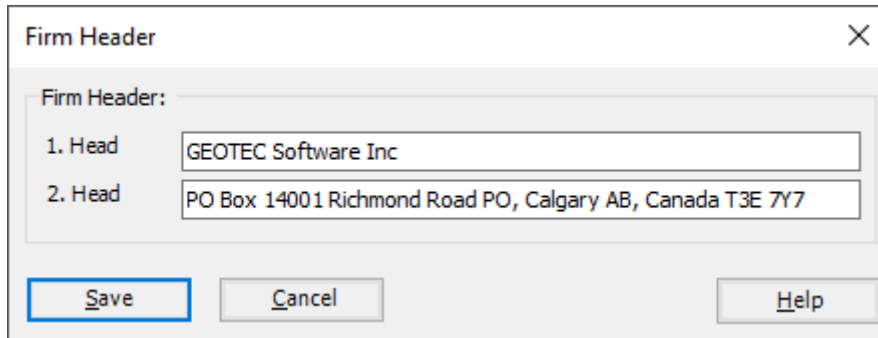 Firm Header
Firm Header:
1. Head GEOTEC Software Inc
2. Head PO Box 14001 Richmond Road PO, Calgary AB, Canada T3E 7Y7
Save Cancel Help